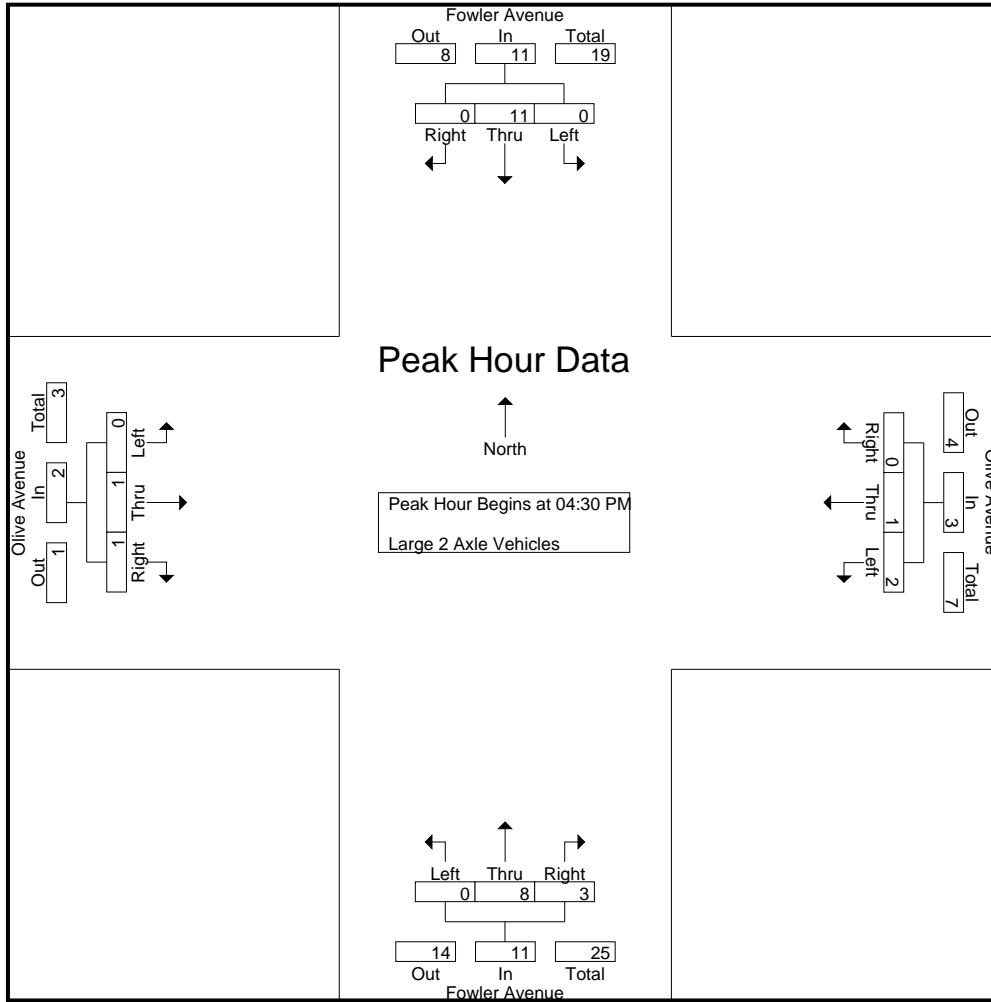 Fowler Avenue
Out In Total
8 11 19
0 11 0
Right Thru Left
Peak Hour Data
North
Peak Hour Begins at 04:30 PM
Large 2 Axle Vehicles
Olive Avenue
Total In Out
3 2 1
0 1 1
Left Thru Right
Right Thru Left
0 1 2
Out In Total
4 3 7
Olive Avenue
Left Thru Right
0 8 3
14 11 25
Out In Total
Fowler Avenue